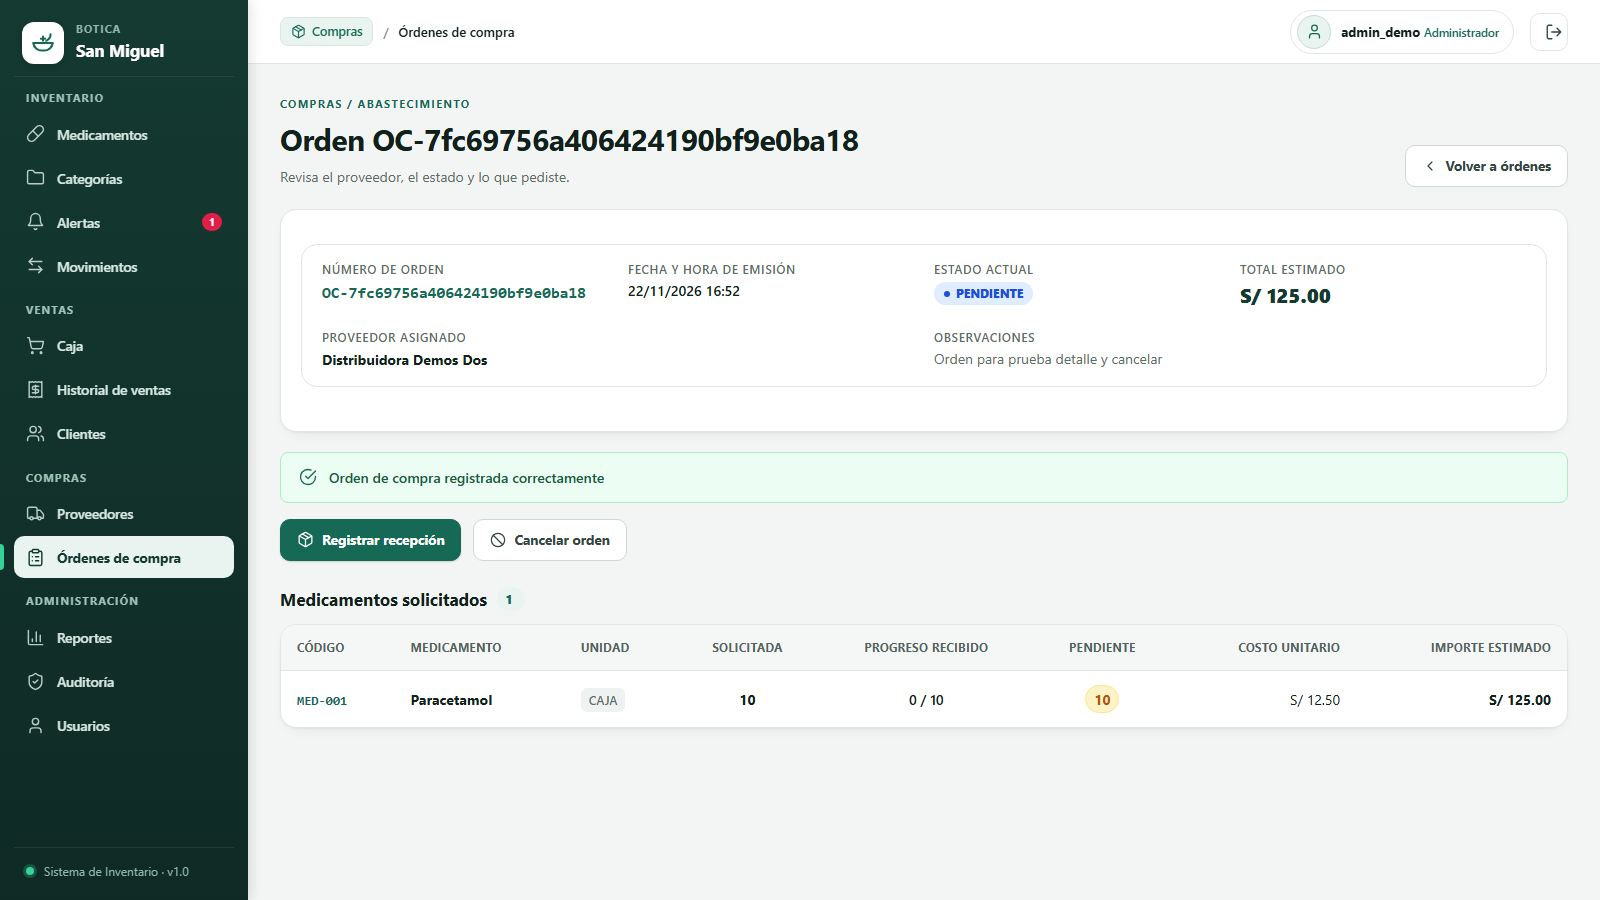 BOTICA
San Miguel
INVENTARIO
Medicamentos
Categorías
Alertas 1
Movimientos
VENTAS
Caja
Historial de ventas
Clientes
COMPRAS
Proveedores
Órdenes de compra
ADMINISTRACIÓN
Reportes
Auditoría
Usuarios
Sistema de Inventario · v1.0
Compras / Órdenes de compra
admin_demo Administrador
COMPRAS / ABASTECIMIENTO
Orden OC-7fc69756a406424190bf9e0ba18
Revisa el proveedor, el estado y lo que pediste.
Volver a órdenes
NÚMERO DE ORDEN
OC-7fc69756a406424190bf9e0ba18
FECHA Y HORA DE EMISIÓN
22/11/2026 16:52
ESTADO ACTUAL
PENDIENTE
TOTAL ESTIMADO
S/ 125.00
PROVEEDOR ASIGNADO
Distribuidora Demos Dos
OBSERVACIONES
Orden para prueba detalle y cancelar
Orden de compra registrada correctamente
Registrar recepción
Cancelar orden
Medicamentos solicitados 1
CÓDIGO MEDICAMENTO UNIDAD SOLICITADA PROGRESO RECIBIDO PENDIENTE COSTO UNITARIO IMPORTE ESTIMADO
MED-001 Paracetamol CAJA 10 0 / 10 10 S/ 12.50 S/ 125.00